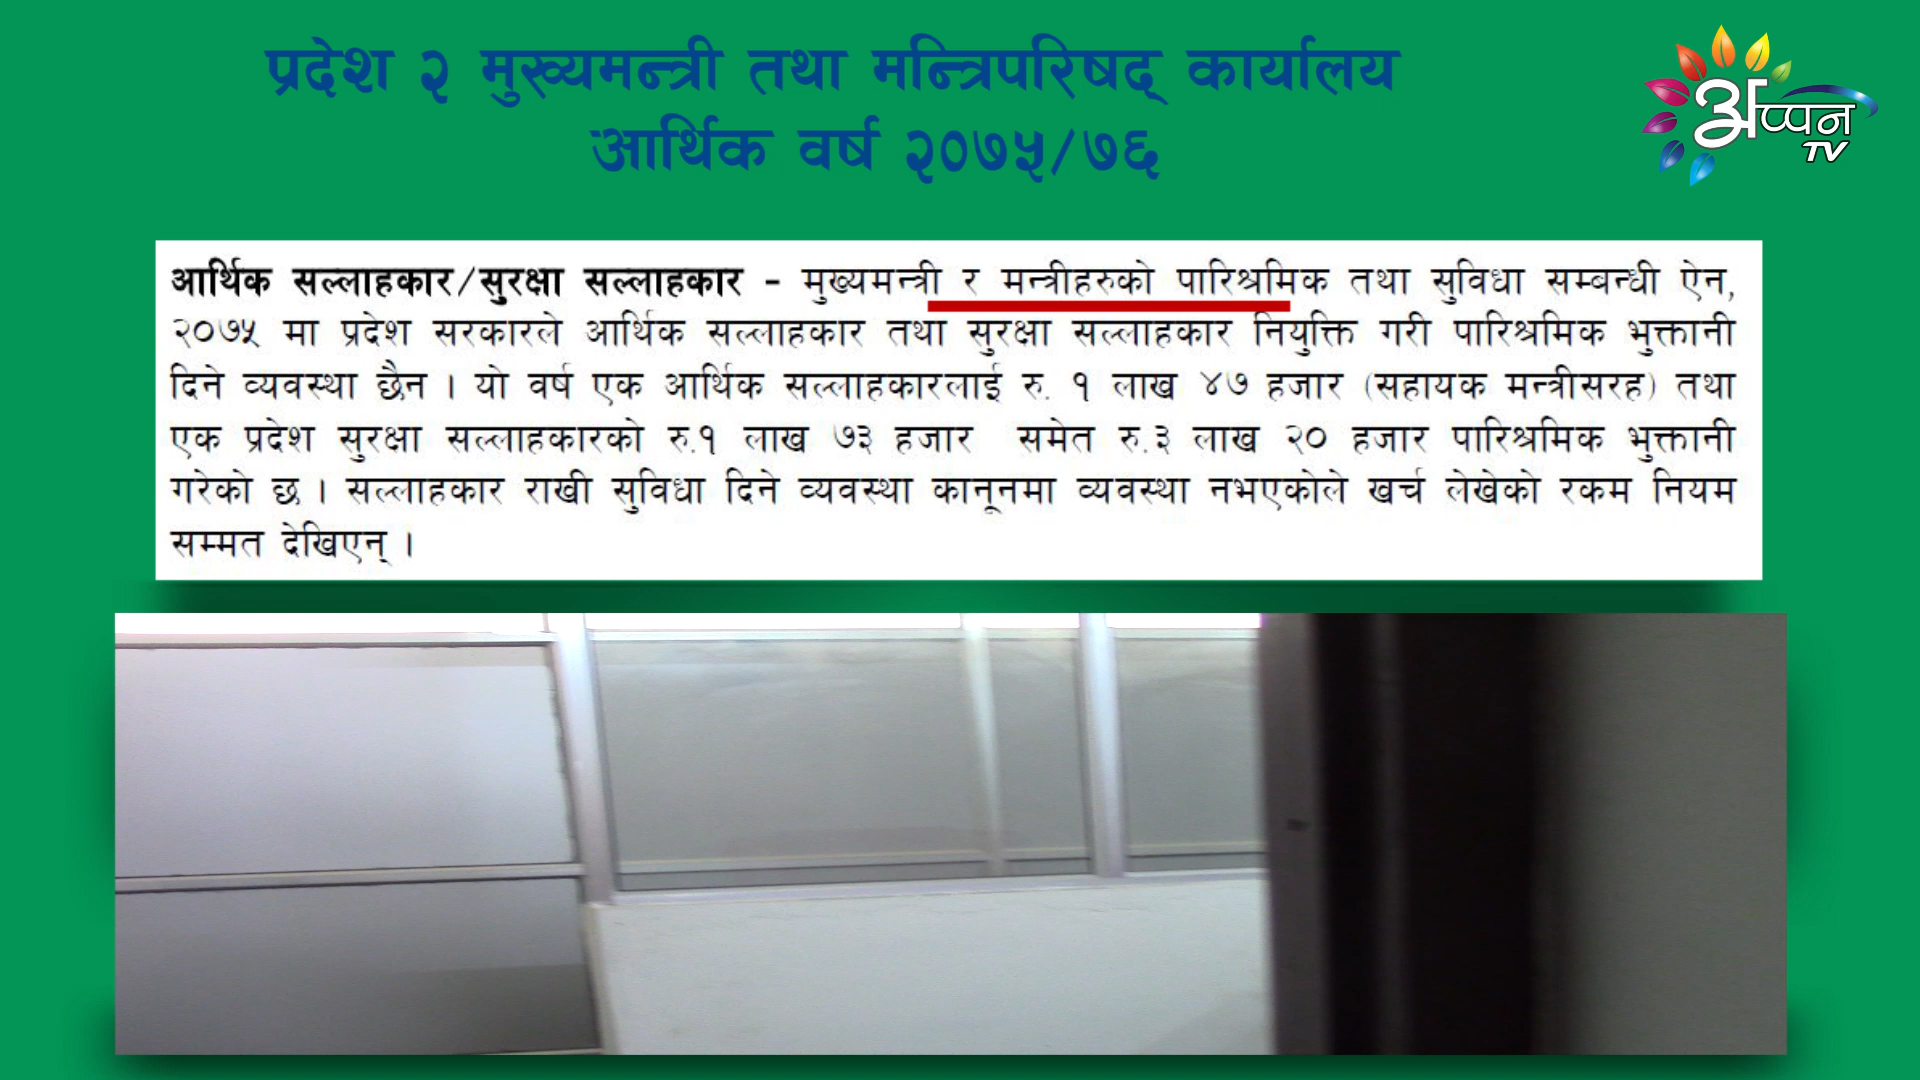 प्रदेश २ मुख्यमन्त्री तथा मन्त्रिपरिषद् कार्यालय
आर्थिक वर्ष २०७५/७६
अप्पन
TV
आर्थिक सल्लाहकार/सुरक्षा सल्लाहकार - मुख्यमन्त्री र मन्त्रीहरुको पारिश्रमिक तथा सुविधा सम्बन्धी ऐन,
२०७५ मा प्रदेश सरकारले आर्थिक सल्लाहकार तथा सुरक्षा सल्लाहकार नियुक्ति गरी पारिश्रमिक भुक्तानी
दिने व्यवस्था छैन । यो वर्ष एक आर्थिक सल्लाहकारलाई रु. १ लाख ४७ हजार (सहायक मन्त्रीसरह) तथा
एक प्रदेश सुरक्षा सल्लाहकारको रु.१ लाख ७३ हजार समेत रु.३ लाख २० हजार पारिश्रमिक भुक्तानी
गरेको छ । सल्लाहकार राखी सुविधा दिने व्यवस्था कानूनमा व्यवस्था नभएकोले खर्च लेखेको रकम नियम
सम्मत देखिएन् ।